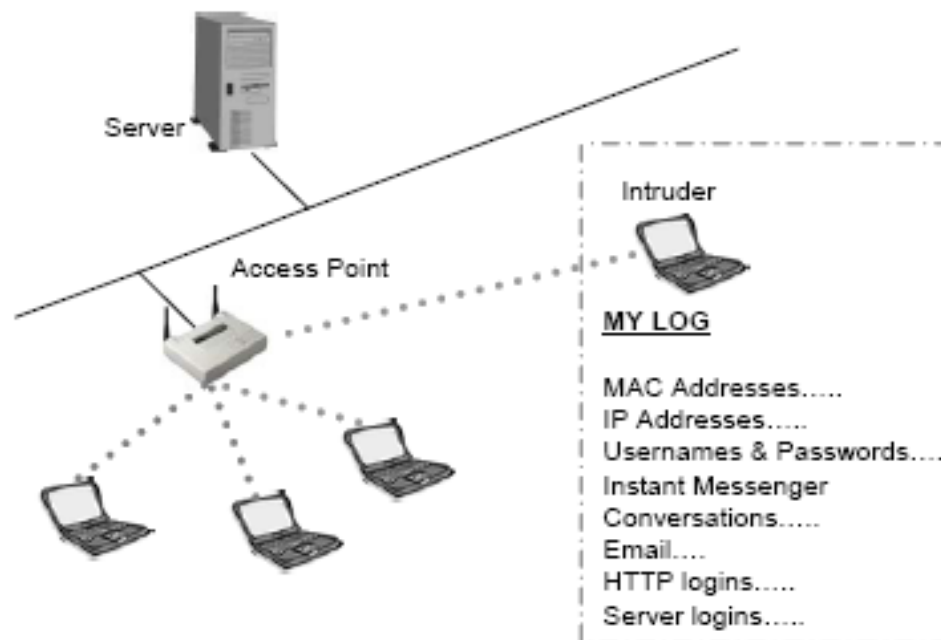 Server
Intruder
Access Point
MY LOG
MAC Addresses.....
IP Addresses.....
Usernames & Passwords....
Instant Messenger
Conversations.....
Email....
HTTP logins.....
Server logins.....